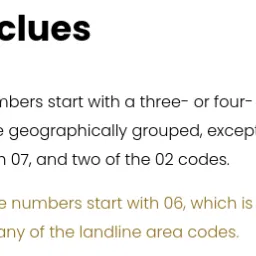 clues
mbers start with a three- or four-
e geographically grouped, except
n 07, and two of the 02 codes.
e numbers start with 06, which is
any of the landline area codes.